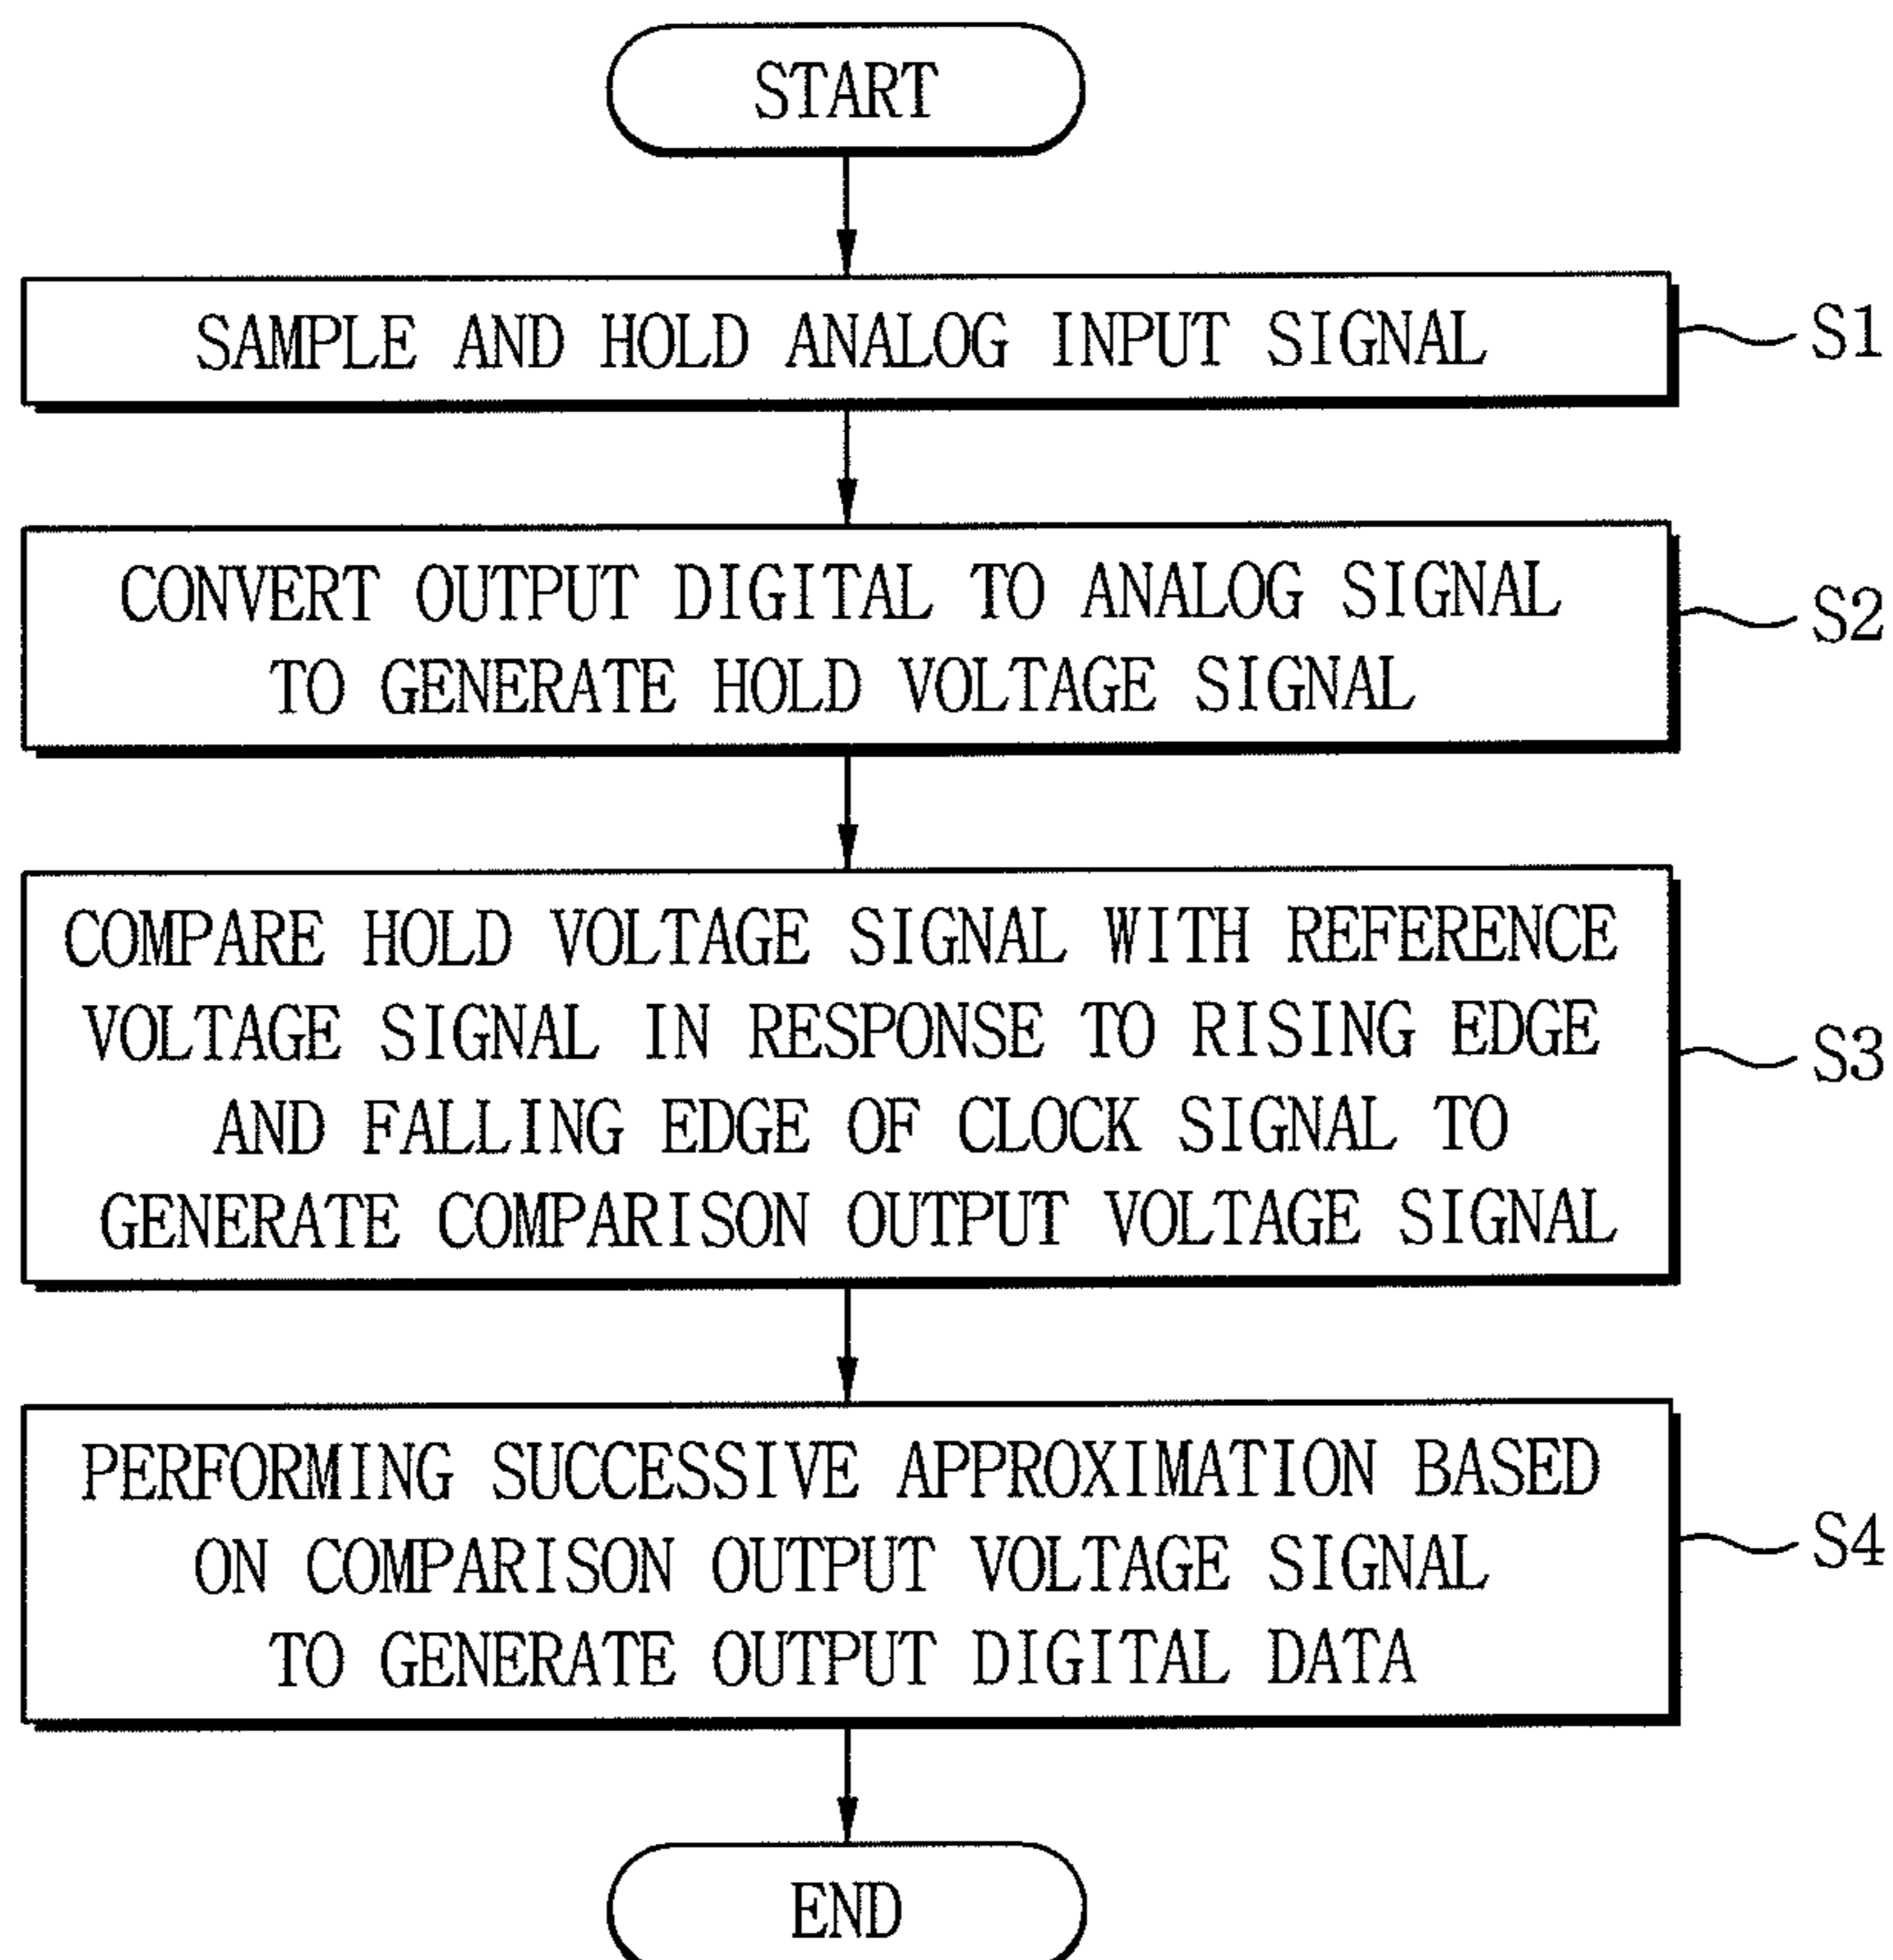 START
SAMPLE AND HOLD ANALOG INPUT SIGNAL
S1
CONVERT OUTPUT DIGITAL TO ANALOG SIGNAL
TO GENERATE HOLD VOLTAGE SIGNAL
S2
COMPARE HOLD VOLTAGE SIGNAL WITH REFERENCE
VOLTAGE SIGNAL IN RESPONSE TO RISING EDGE
AND FALLING EDGE OF CLOCK SIGNAL TO
GENERATE COMPARISON OUTPUT VOLTAGE SIGNAL
S3
PERFORMING SUCCESSIVE APPROXIMATION BASED
ON COMPARISON OUTPUT VOLTAGE SIGNAL
TO GENERATE OUTPUT DIGITAL DATA
S4
END